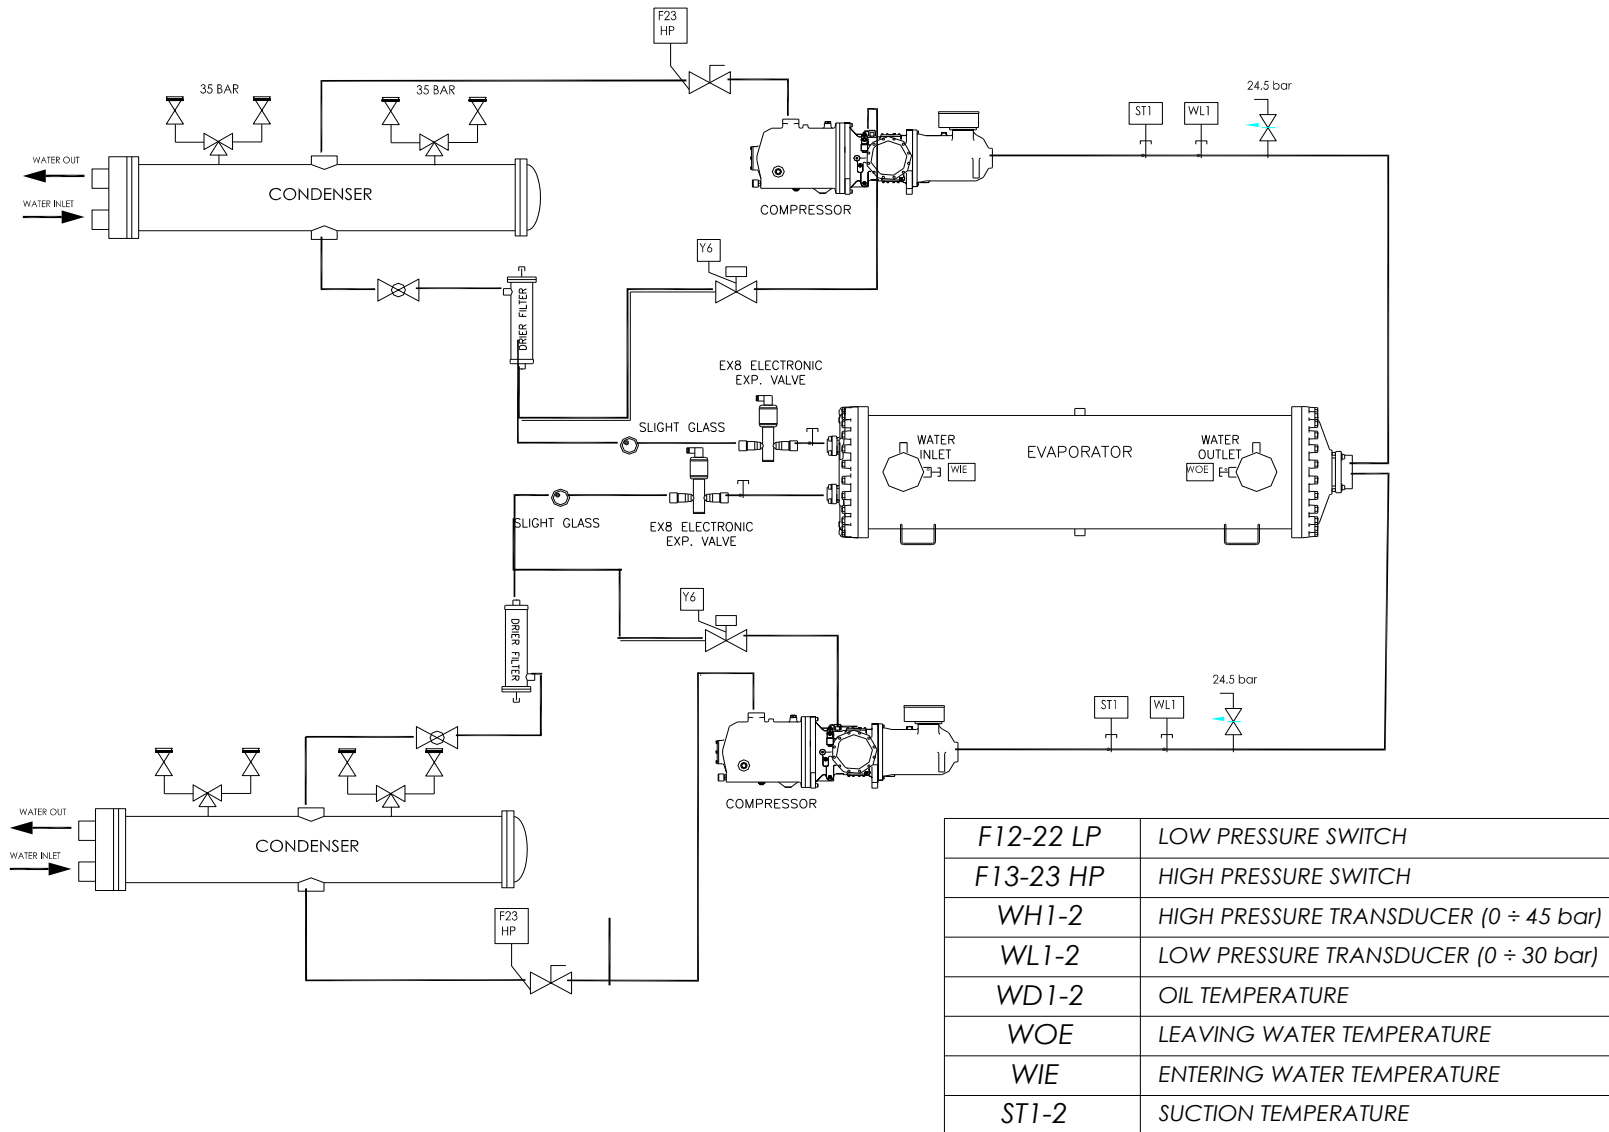 F23
HP
35 BAR
35 BAR
24.5 bar
ST1
WL1
WATER OUT
CONDENSER
WATER INLET
COMPRESSOR
Y6
DRIER FILTER
EX8 ELECTRONIC
EXP. VALVE
SLIGHT GLASS
WATER
INLET
WIE
EVAPORATOR
WATER
OUTLET
WOE
SLIGHT GLASS
EX8 ELECTRONIC
EXP. VALVE
Y6
DRIER FILTER
24.5 bar
ST1
WL1
COMPRESSOR
WATER OUT
CONDENSER
WATER INLET
F23
HP
F12-22 LP LOW PRESSURE SWITCH
F13-23 HP HIGH PRESSURE SWITCH
WH1-2 HIGH PRESSURE TRANSDUCER (0 ÷ 45 bar)
WL1-2 LOW PRESSURE TRANSDUCER (0 ÷ 30 bar)
WD1-2 OIL TEMPERATURE
WOE LEAVING WATER TEMPERATURE
WIE ENTERING WATER TEMPERATURE
ST1-2 SUCTION TEMPERATURE